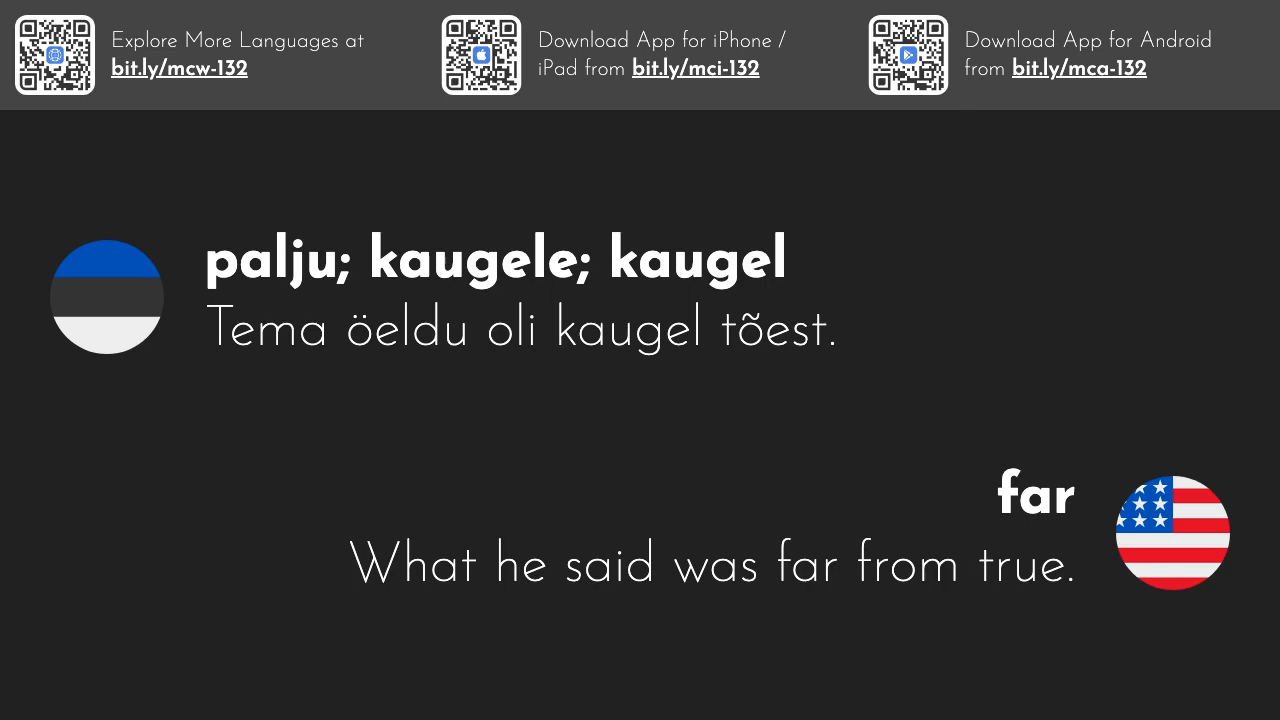 Explore More Languages at
bit.ly/mcw-132
Download App for iPhone /
iPad from bit.ly/mci-132
Download App for Android
from bit.ly/mca-132
palju; kaugele; kaugel
Tema öeldu oli kaugel tõest.
far
What he said was far from true.